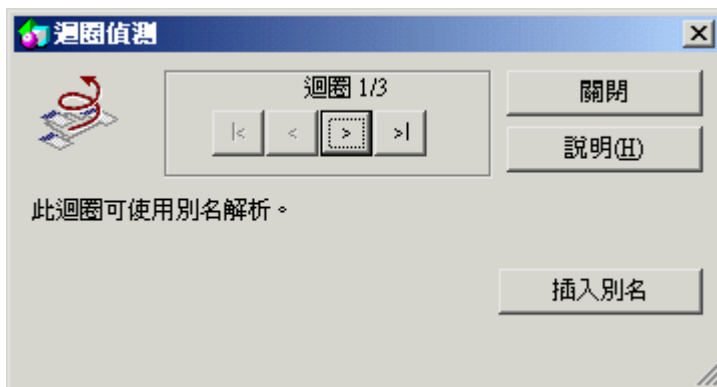 迴圈偵測
迴圈 1/3
|< < > >|
關閉
說明(H)
此迴圈可使用別名解析。
插入別名